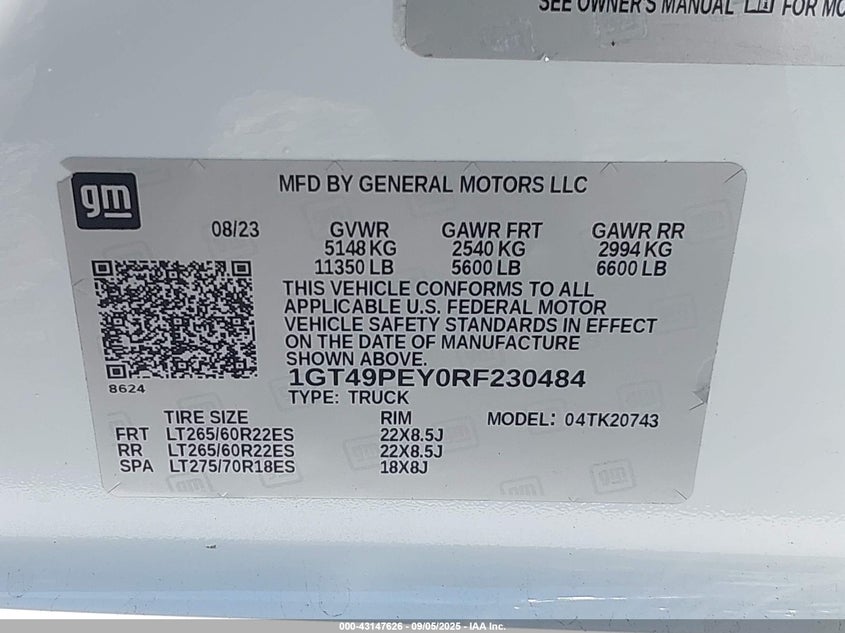 SEE OWNER'S MANUAL FOR MO
gm
MFD BY GENERAL MOTORS LLC
08/23 GVWR GAWR FRT GAWR RR
5148 KG 2540 KG 2994 KG
11350 LB 5600 LB 6600 LB
THIS VEHICLE CONFORMS TO ALL
APPLICABLE U.S. FEDERAL MOTOR
VEHICLE SAFETY STANDARDS IN EFFECT
ON THE DATE OF MANUFACTURE
SHOWN ABOVE.
1GT49PEY0RF230484
8624
TYPE: TRUCK
TIRE SIZE RIM MODEL: 04TK20743
FRT LT265/60R22ES 22X8.5J
RR LT265/60R22ES 22X8.5J
SPA LT275/70R18ES 18X8J
000-43147626 - 09/05/2025 - IAA Inc.